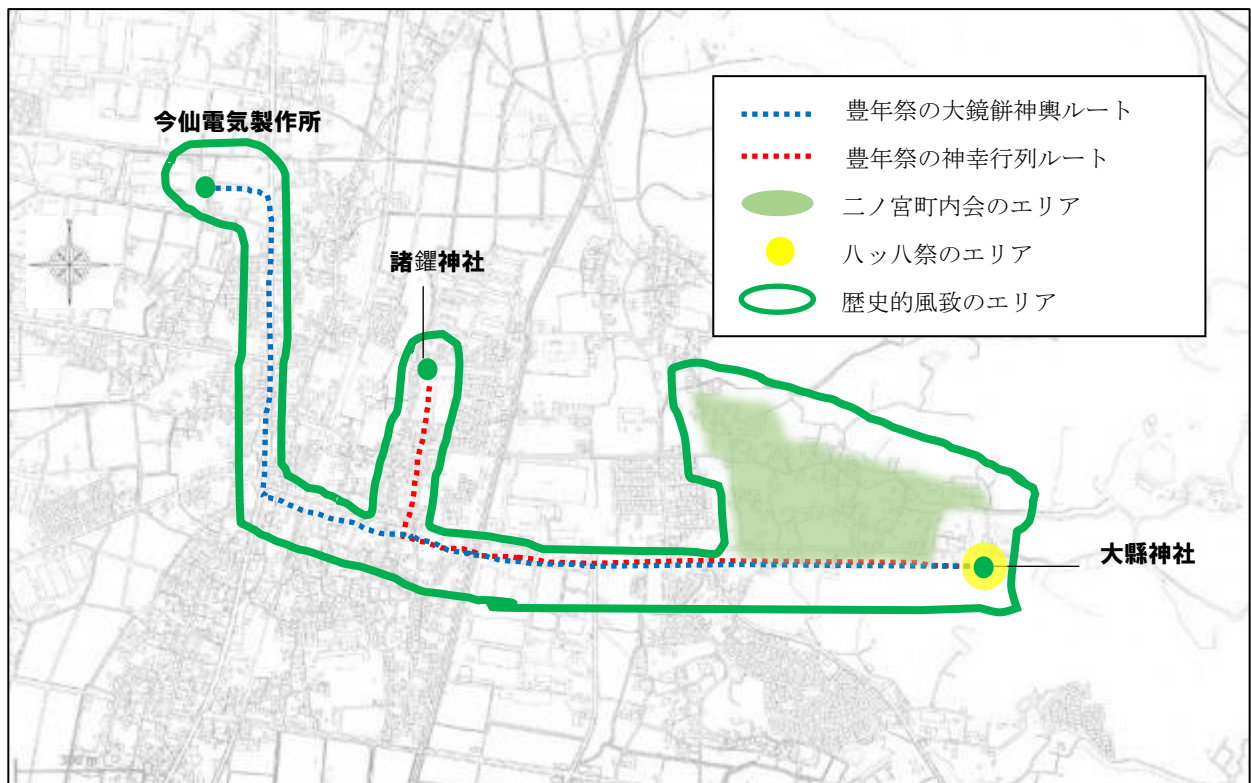 今仙電気製作所
諸鑺神社
大縣神社
豊年祭の大鏡餅神輿ルート
豊年祭の神幸行列ルート
二ノ宮町内会のエリア
八ッ八祭のエリア
歴史的風致のエリア